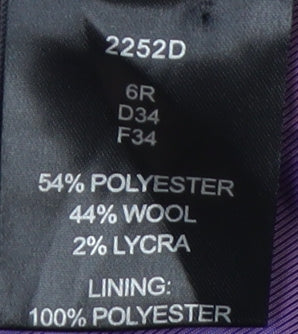 2252D
6R
D34
F34
54% POLYESTER
44% WOOL
2% LYCRA
LINING:
100% POLYESTER